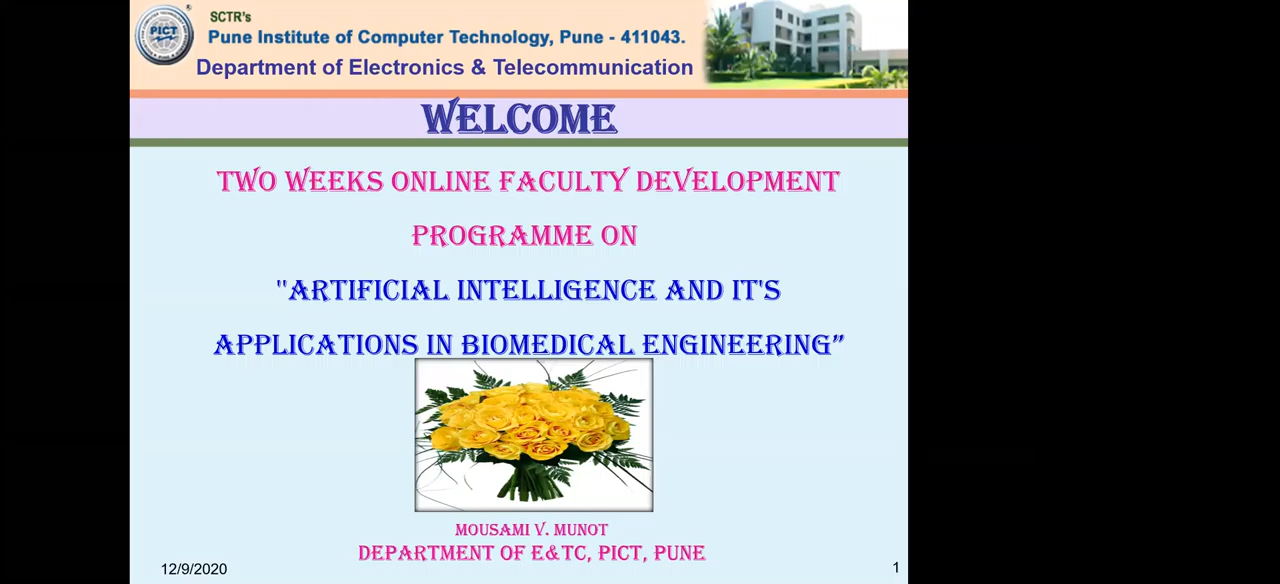 SCTR's
PICT
Pune Institute of Computer Technology, Pune - 411043.
Department of Electronics & Telecommunication
WELCOME
TWO WEEKS ONLINE FACULTY DEVELOPMENT
PROGRAMME ON
"ARTIFICIAL INTELLIGENCE AND IT'S
APPLICATIONS IN BIOMEDICAL ENGINEERING”
MOUSAMI V. MUNOT
DEPARTMENT OF E&TC, PICT, PUNE
12/9/2020
1